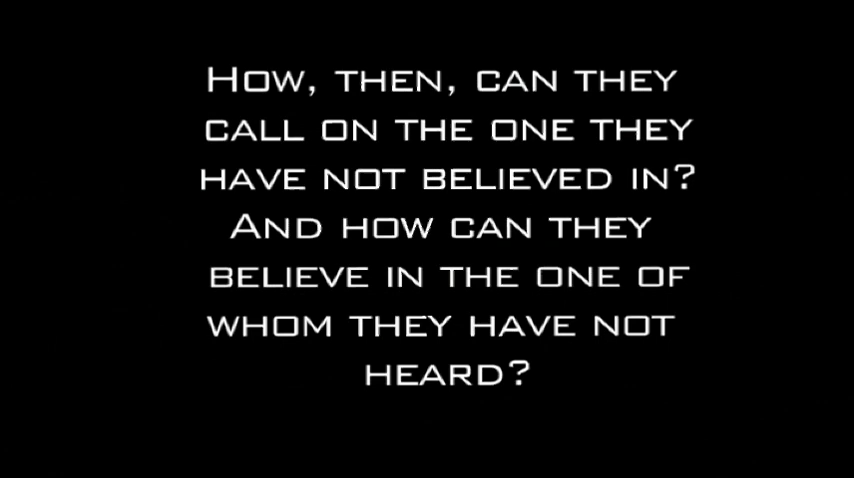 How, then, can they
call on the one they
have not believed in?
And how can they
believe in the one of
whom they have not
heard?